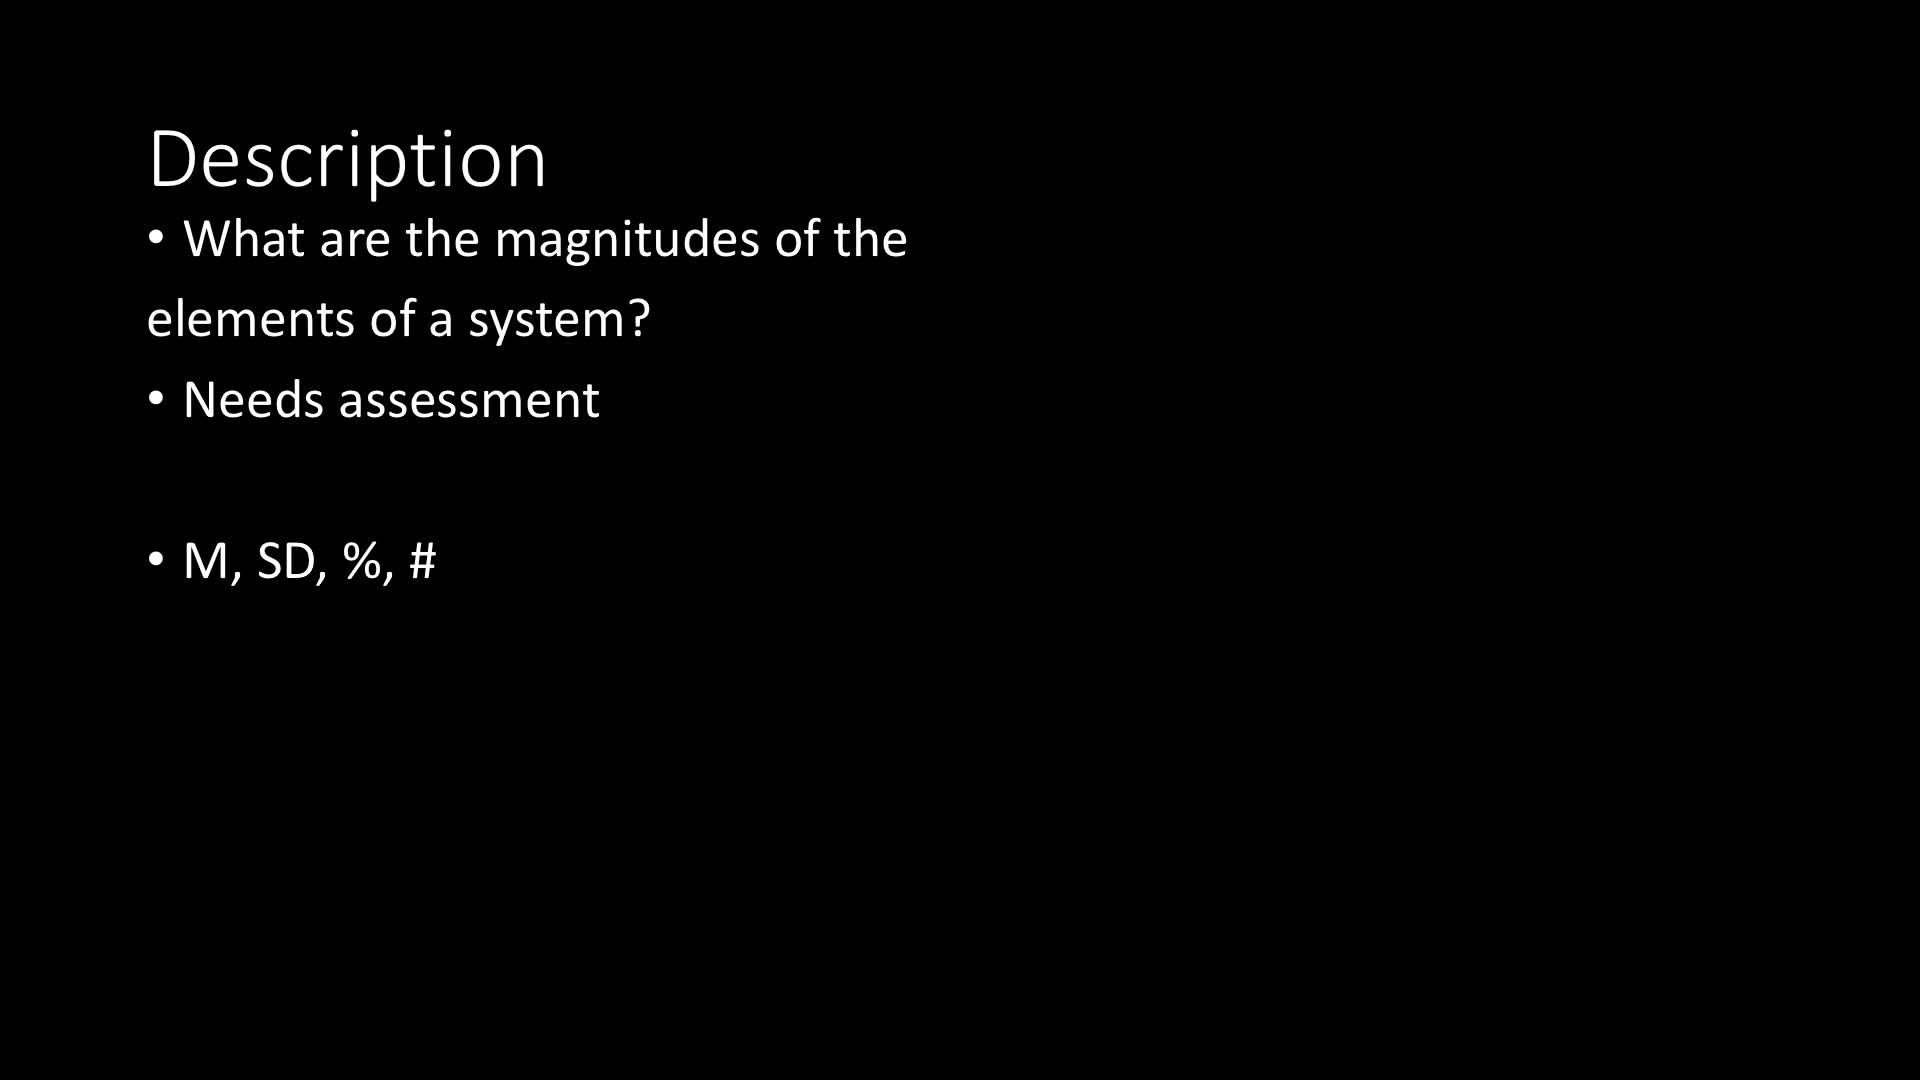 Description
• What are the magnitudes of the
elements of a system?
• Needs assessment
• M, SD, %, #